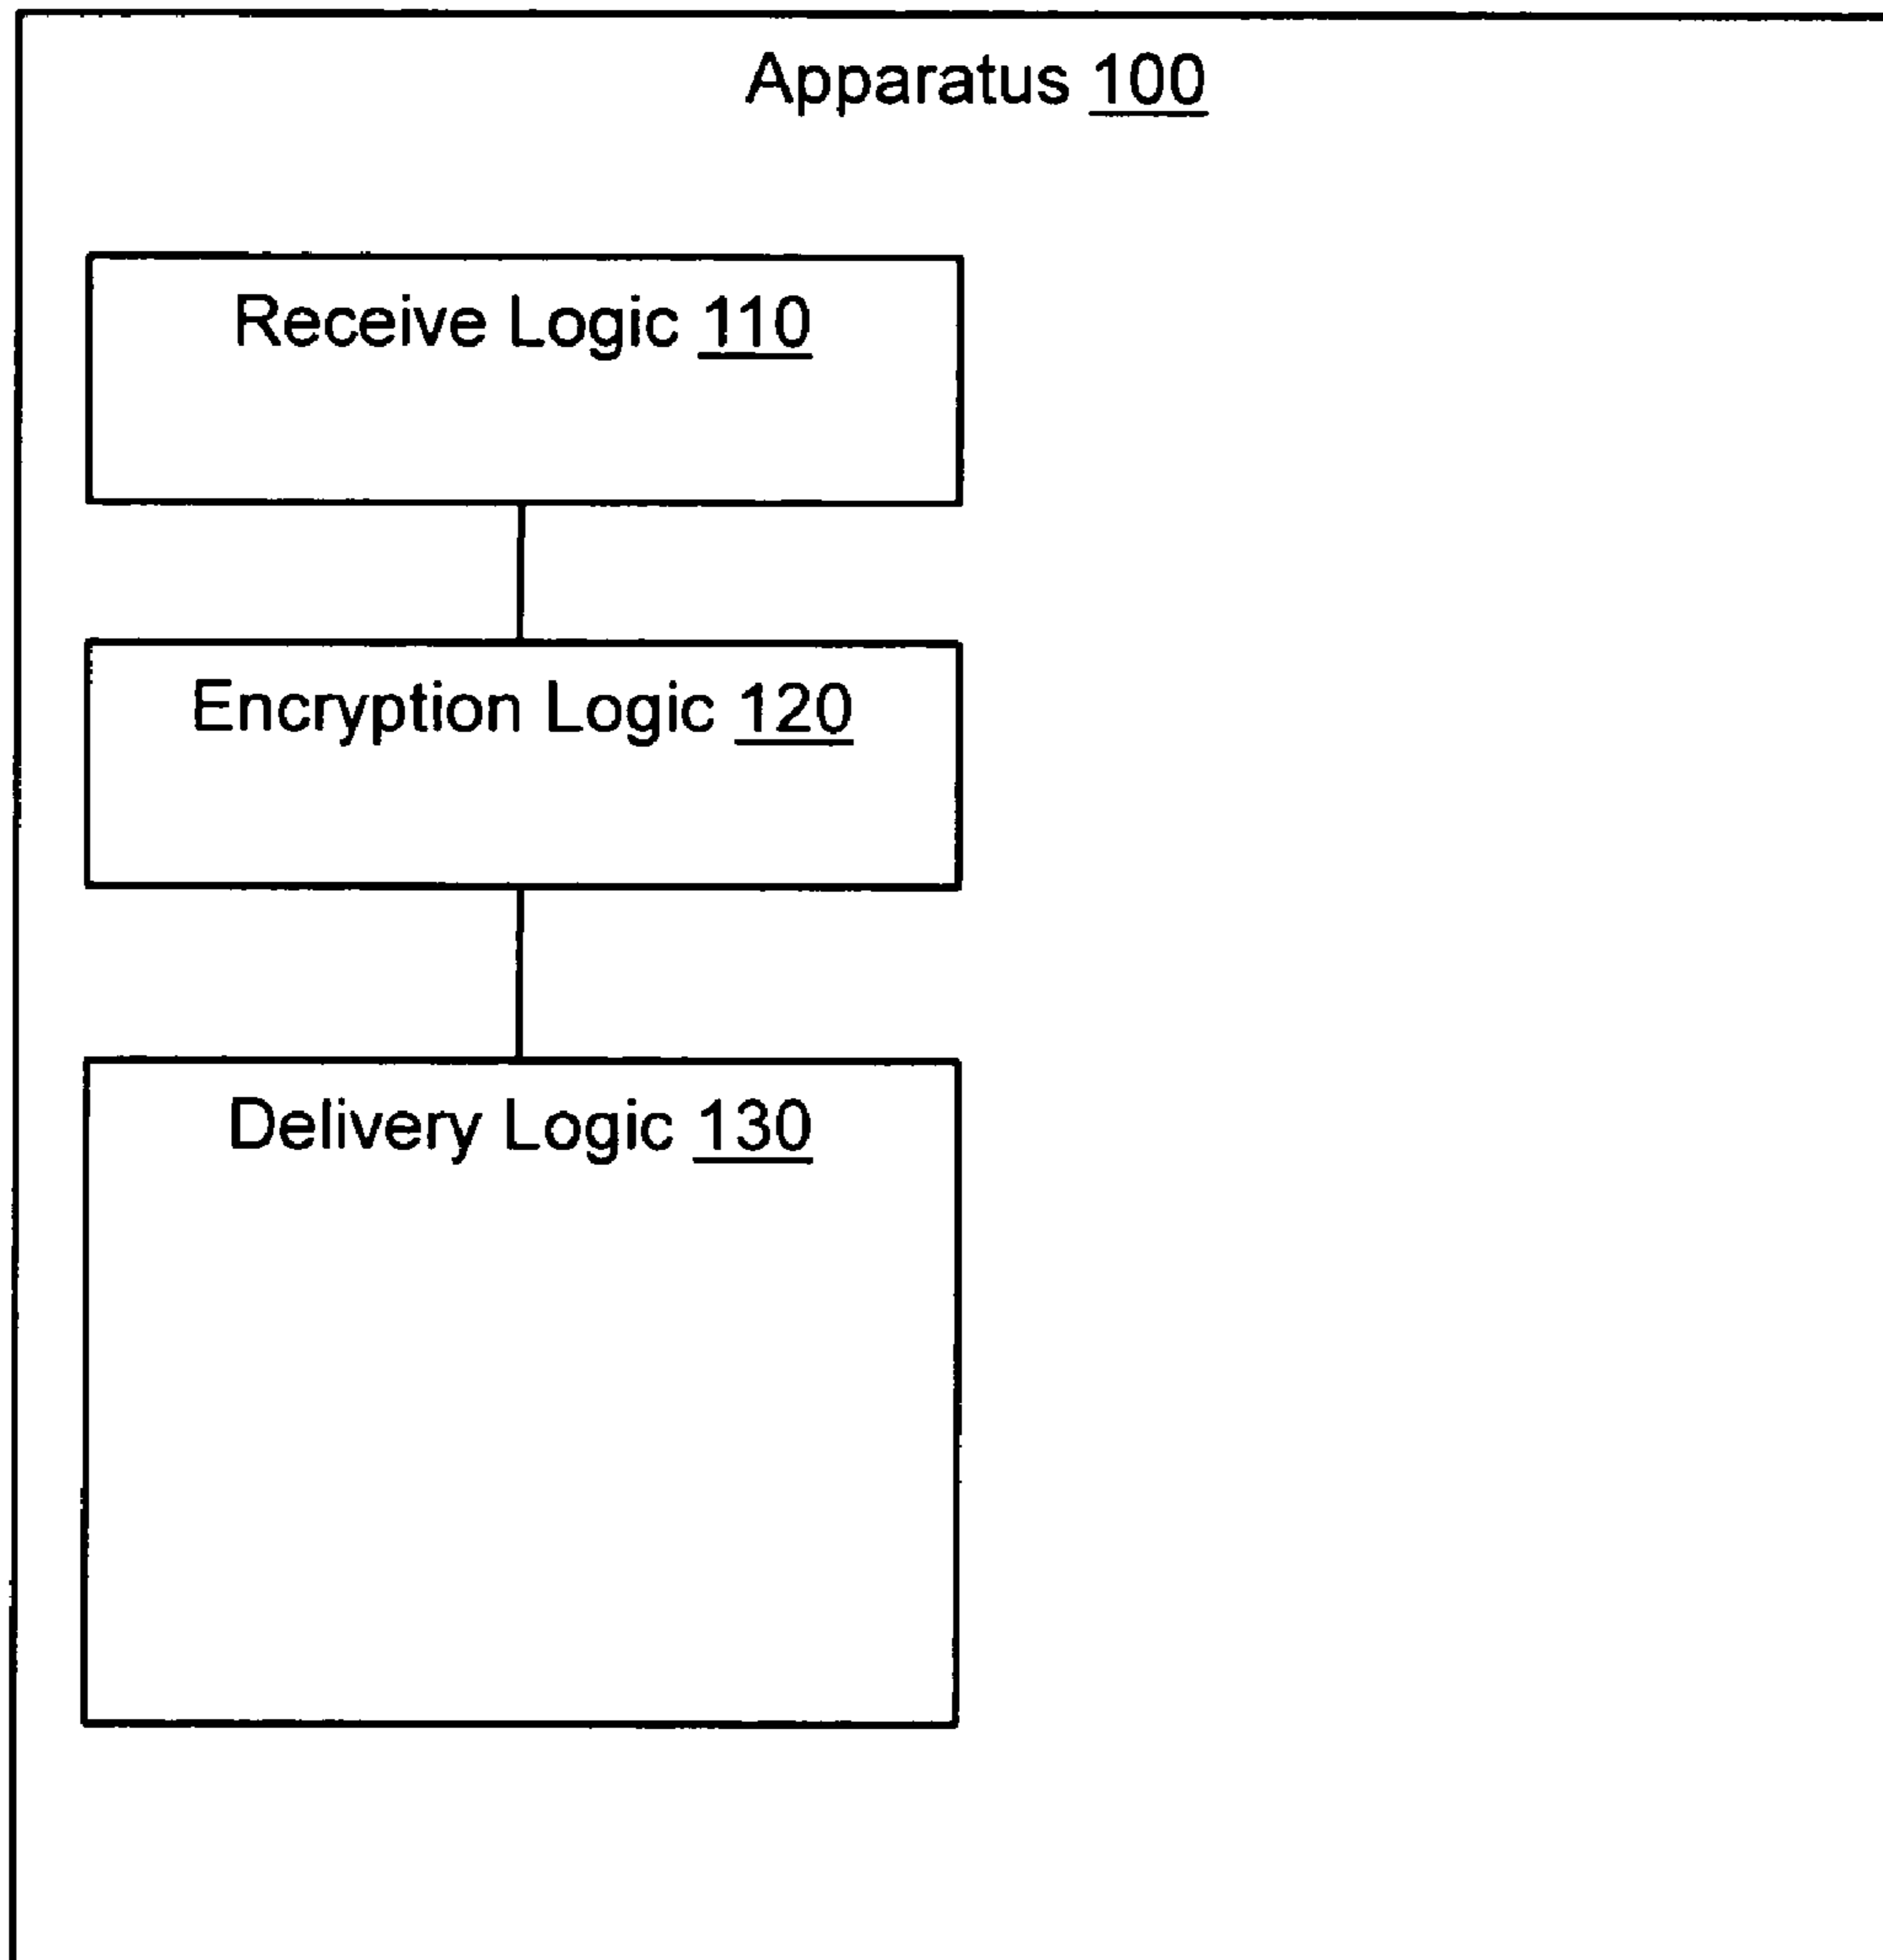 Apparatus 100
Receive Logic 110
Encryption Logic 120
Delivery Logic 130